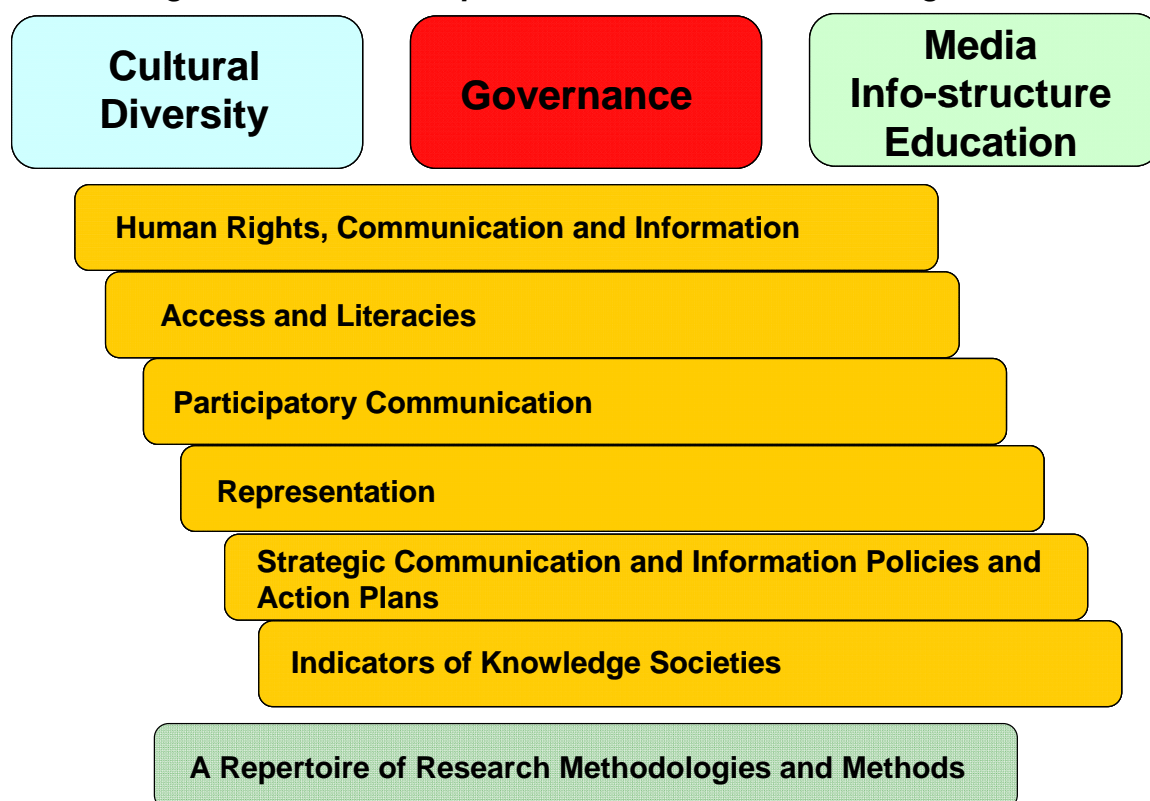 Cultural
Diversity
Governance
Media
Info-structure
Education
Human Rights, Communication and Information
Access and Literacies
Participatory Communication
Representation
Strategic Communication and Information Policies and
Action Plans
Indicators of Knowledge Societies
A Repertoire of Research Methodologies and Methods